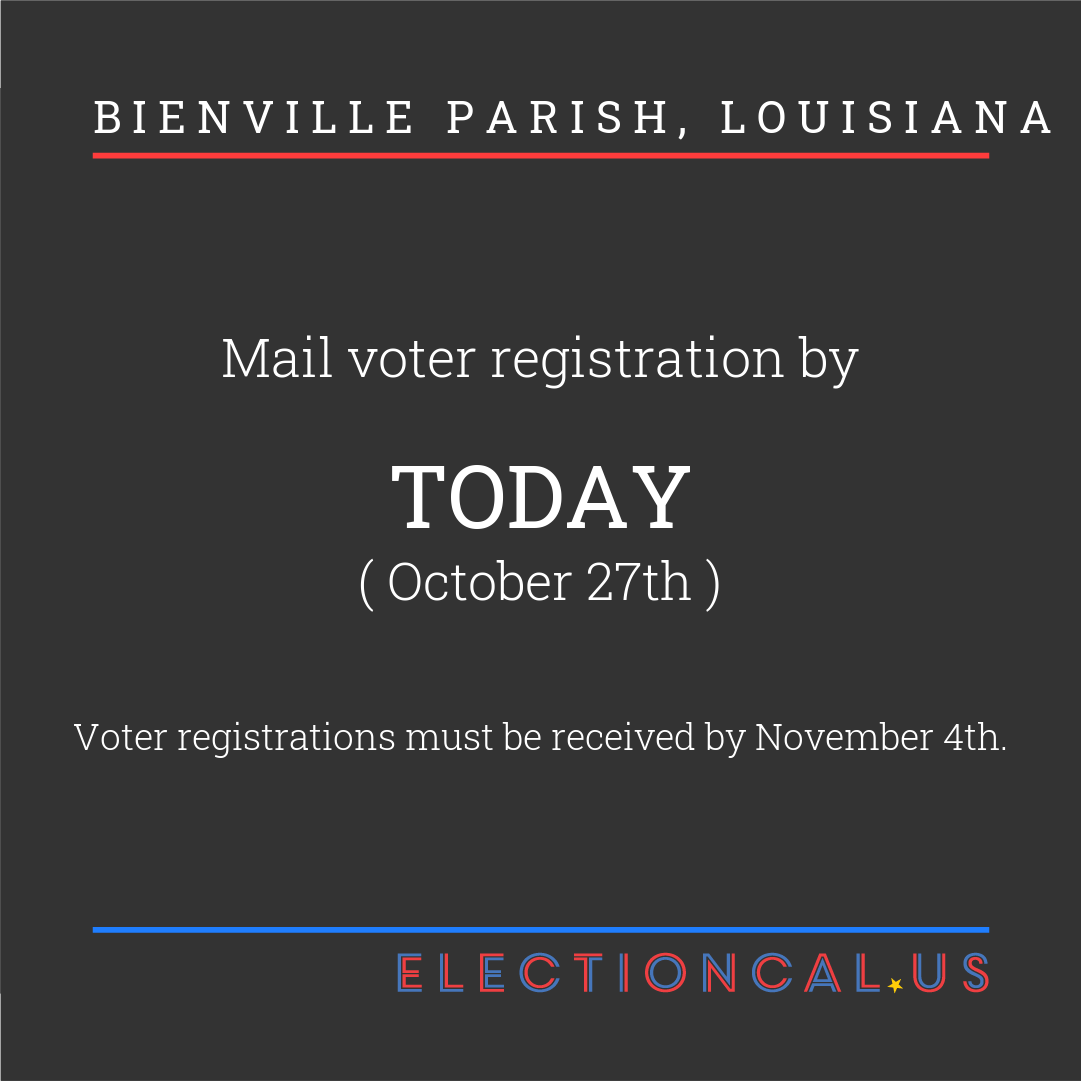 BIENVILLE PARISH, LOUISIANA
Mail voter registration by
TODAY
( October 27th )
Voter registrations must be received by November 4th.
ELECTIONCAL.US